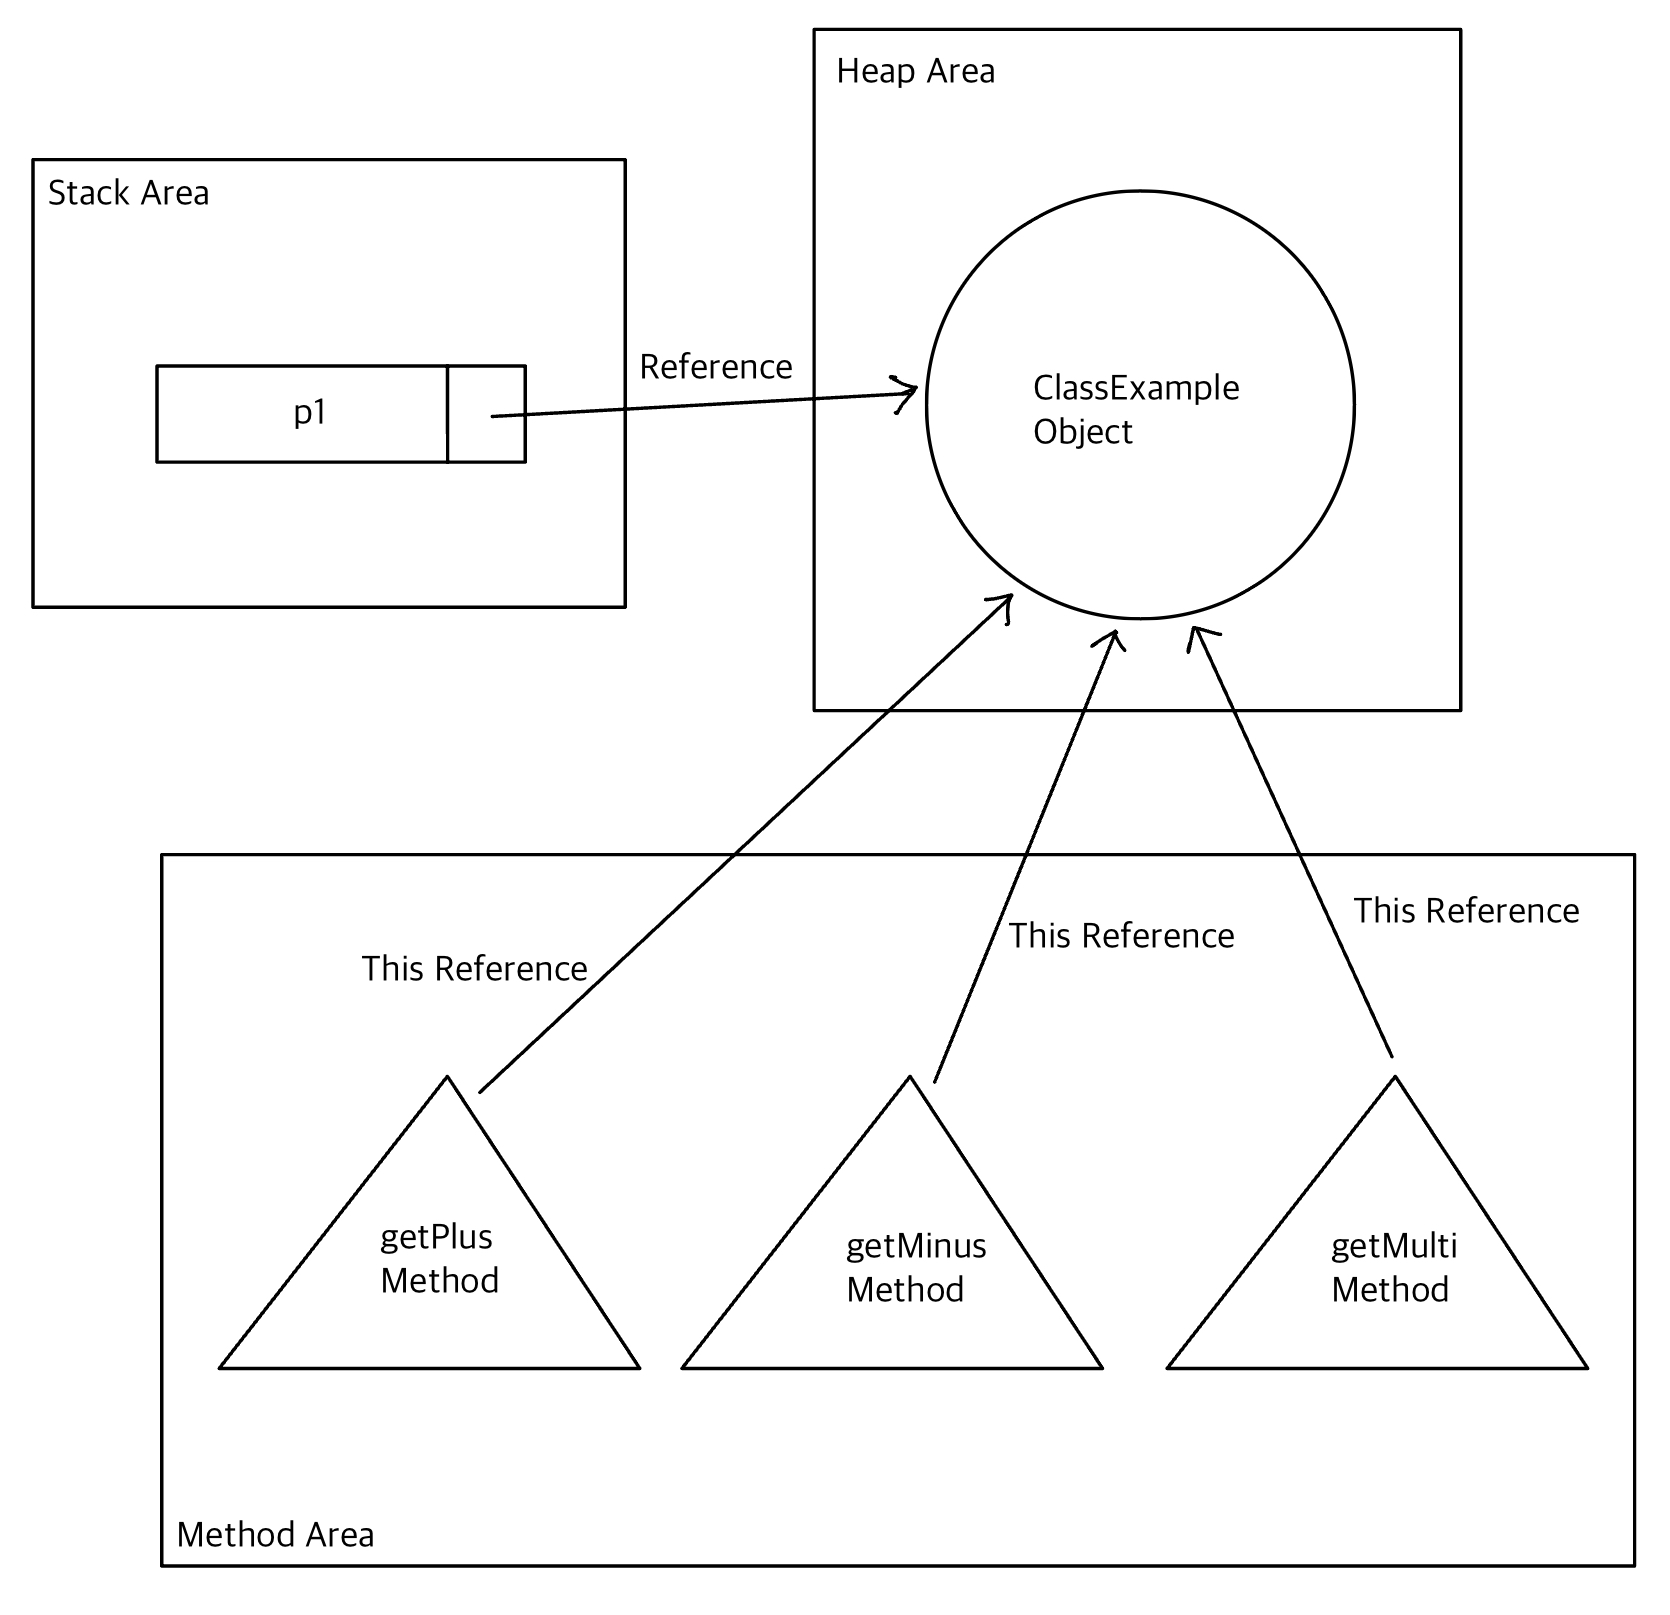 Heap Area
Stack Area
p1
Reference
ClassExample
Object
This Reference
This Reference
This Reference
getPlus
Method
getMinus
Method
getMulti
Method
Method Area